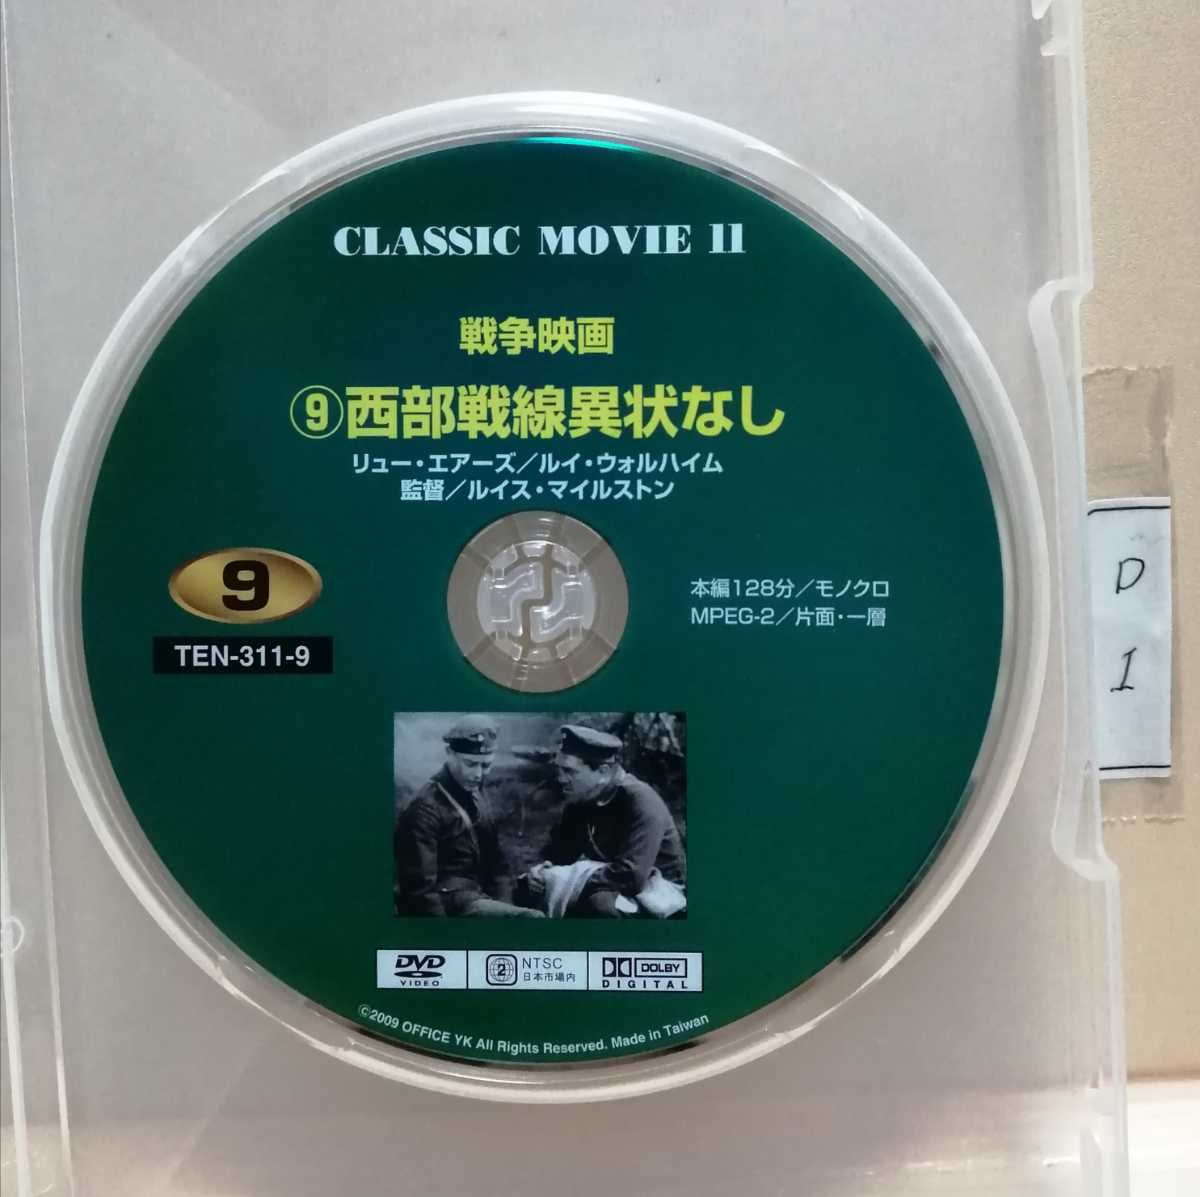 CLASSIC MOVIE 11
戦争映画
⑨西部戦線異状なし
リュー・エアーズ／ルイ・ウォルハイム
監督／ルイス・マイルストン
9
TEN-311-9
本編128分／モノクロ
MPEG-2／片面・一層
D
1
DVD
VIDEO
2
NTSC
日本市場内
DOLBY
DIGITAL
©2009 OFFICE YK All Rights Reserved. Made in Taiwan